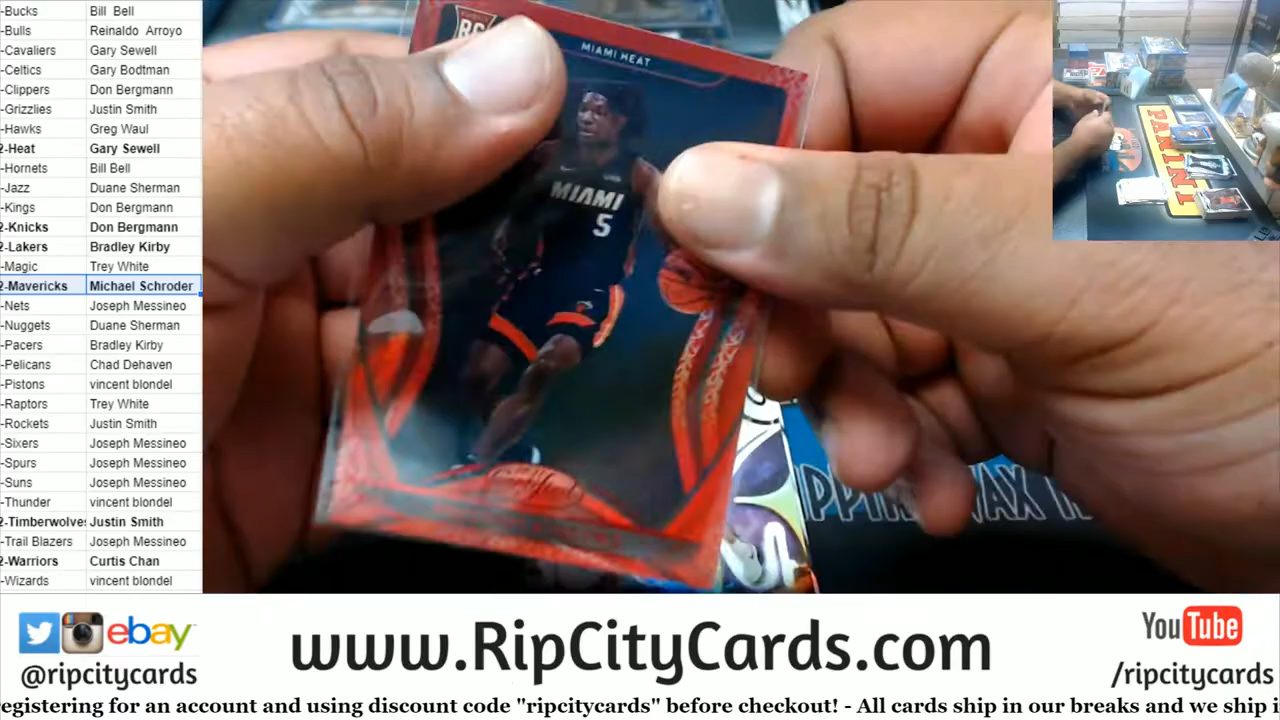 -Bucks Bill Bell
-Bulls Reinaldo Arroyo
-Cavaliers Gary Sewell
-Celtics Gary Bodtman
-Clippers Don Bergmann
-Grizzlies Justin Smith
-Hawks Greg Waul
2-Heat Gary Sewell
-Hornets Bill Bell
-Jazz Duane Sherman
-Kings Don Bergmann
2-Knicks Don Bergmann
2-Lakers Bradley Kirby
-Magic Trey White
2-Mavericks Michael Schroder
-Nets Joseph Messineo
-Nuggets Duane Sherman
-Pacers Bradley Kirby
-Pelicans Chad Dehaven
-Pistons vincent blondel
-Raptors Trey White
-Rockets Justin Smith
-Sixers Joseph Messineo
-Spurs Joseph Messineo
-Suns Joseph Messineo
-Thunder vincent blondel
2-Timberwolves Justin Smith
-Trail Blazers Joseph Messineo
2-Warriors Curtis Chan
-Wizards vincent blondel
RC
MIAMI HEAT
MIAMI
5
PANINI
WAX
ebay
@ripcitycards
www.RipCityCards.com
YouTube
/ripcitycards
egistering for an account and using discount code "ripcitycards" before checkout! - All cards ship in our breaks and we ship i